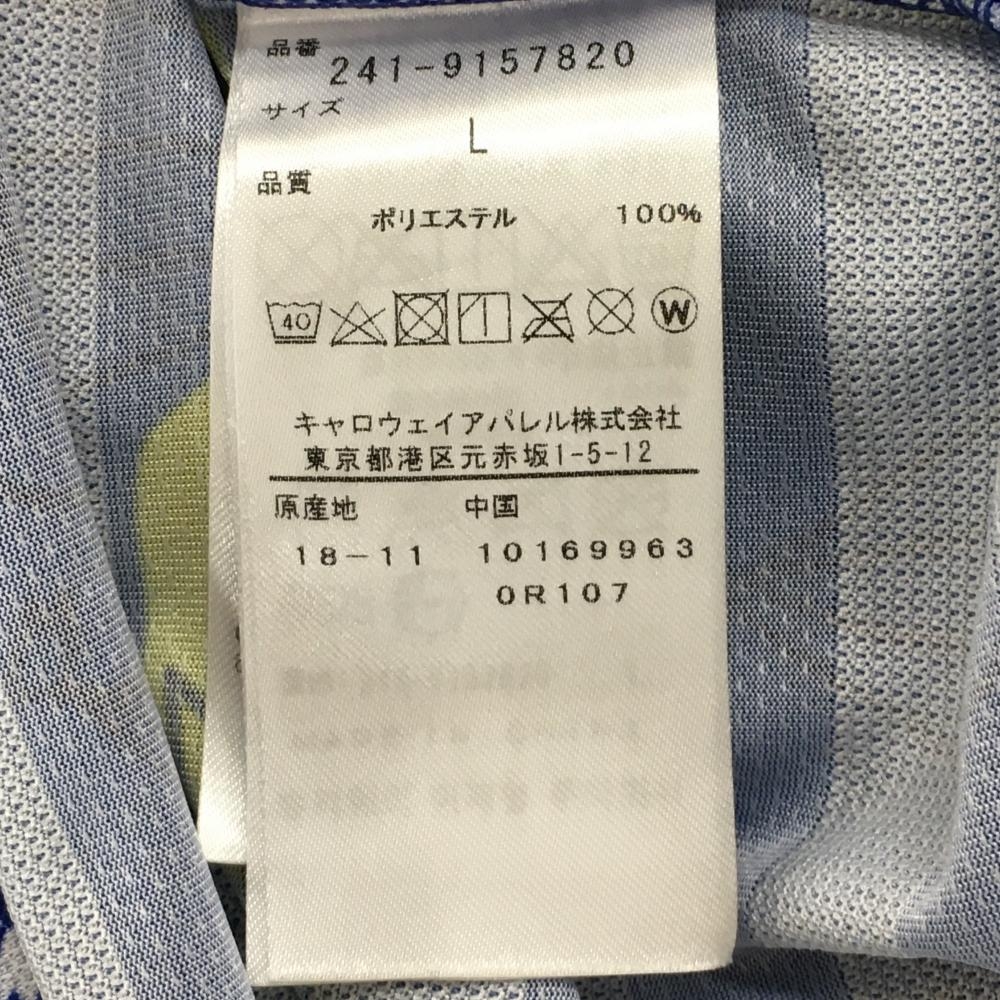 品番 241-9157820
サイズ
L
品質
ポリエステル 100%
40 W
キャロウェイアパレル株式会社
東京都港区元赤坂1-5-12
原産地 中国
18-11 10169963
0R107